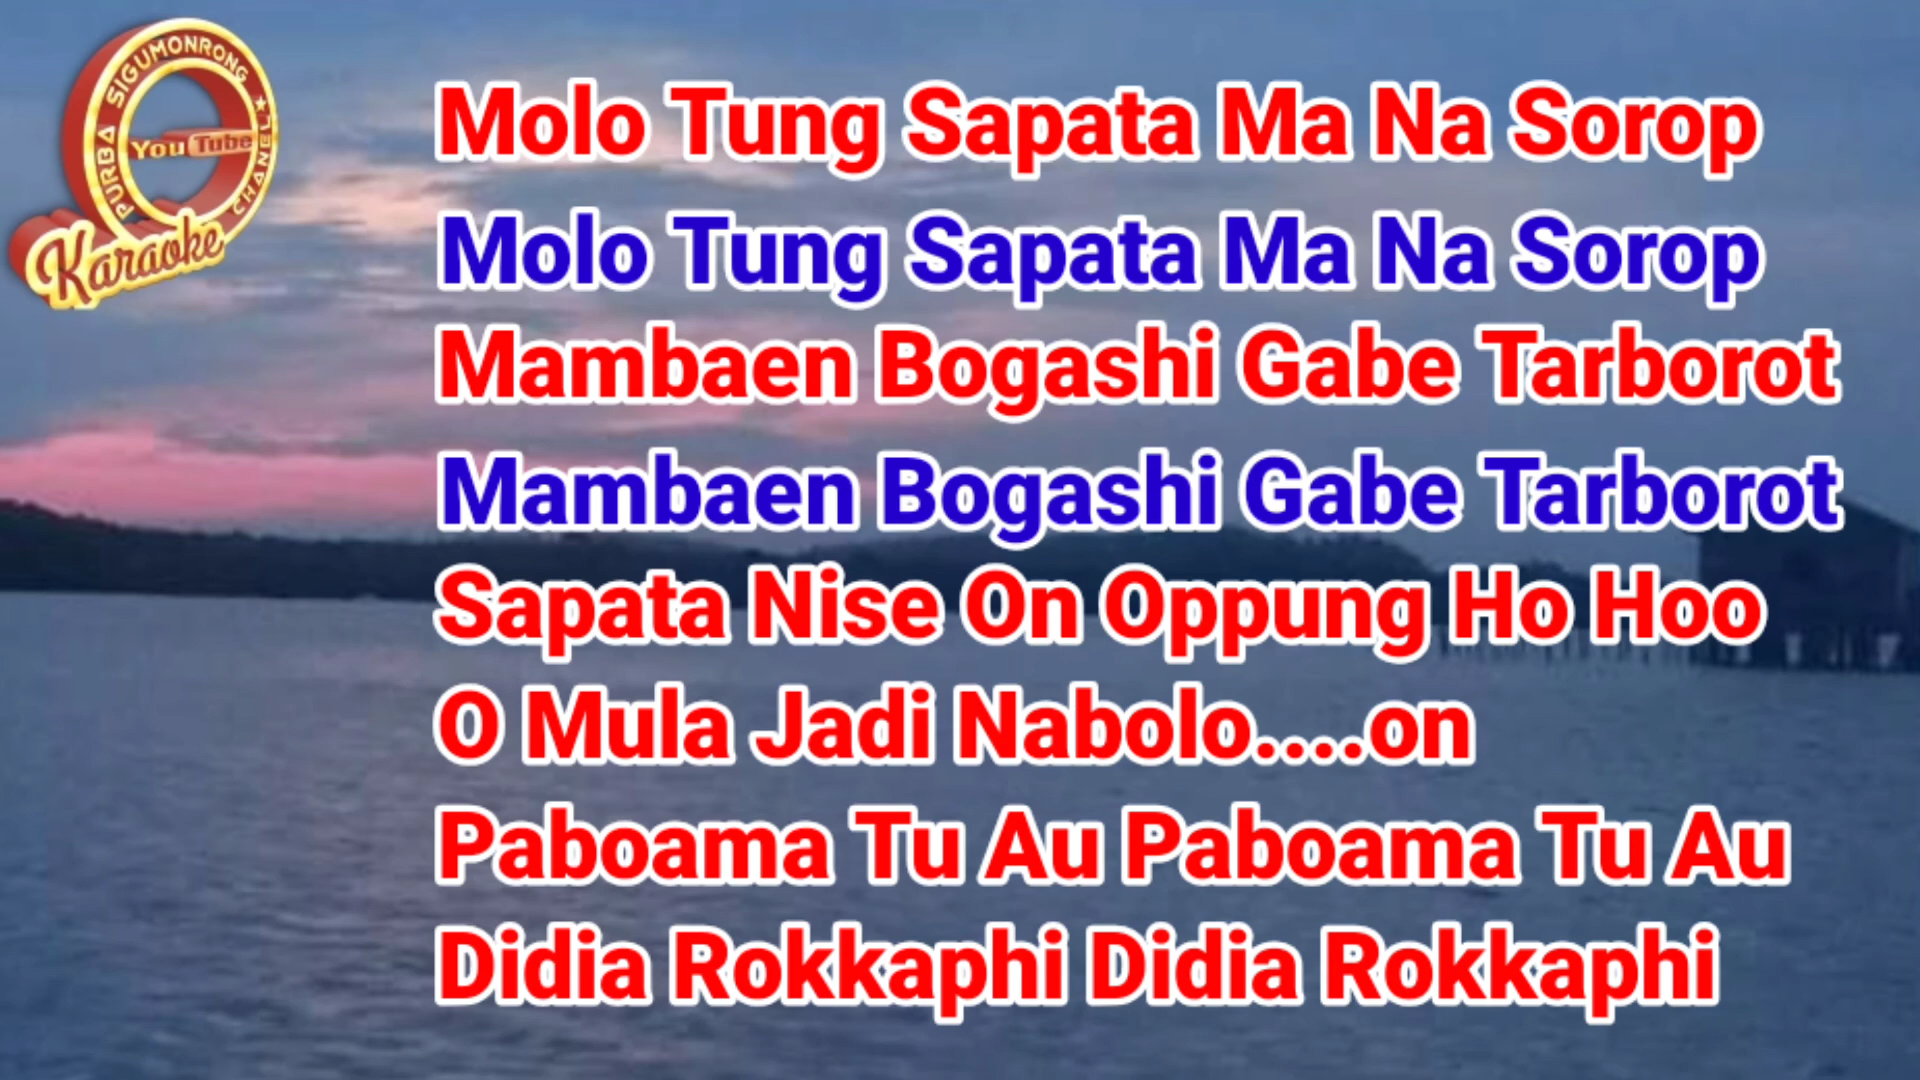 PURBA SIGUMONRONG CHANEL
YouTube
Karaoke
Molo Tung Sapata Ma Na Sorop
Molo Tung Sapata Ma Na Sorop
Mambaen Bogashi Gabe Tarborot
Mambaen Bogashi Gabe Tarborot
Sapata Nise On Oppung Ho Hoo
O Mula Jadi Nabolo....on
Paboama Tu Au Paboama Tu Au
Didia Rokkaphi Didia Rokkaphi